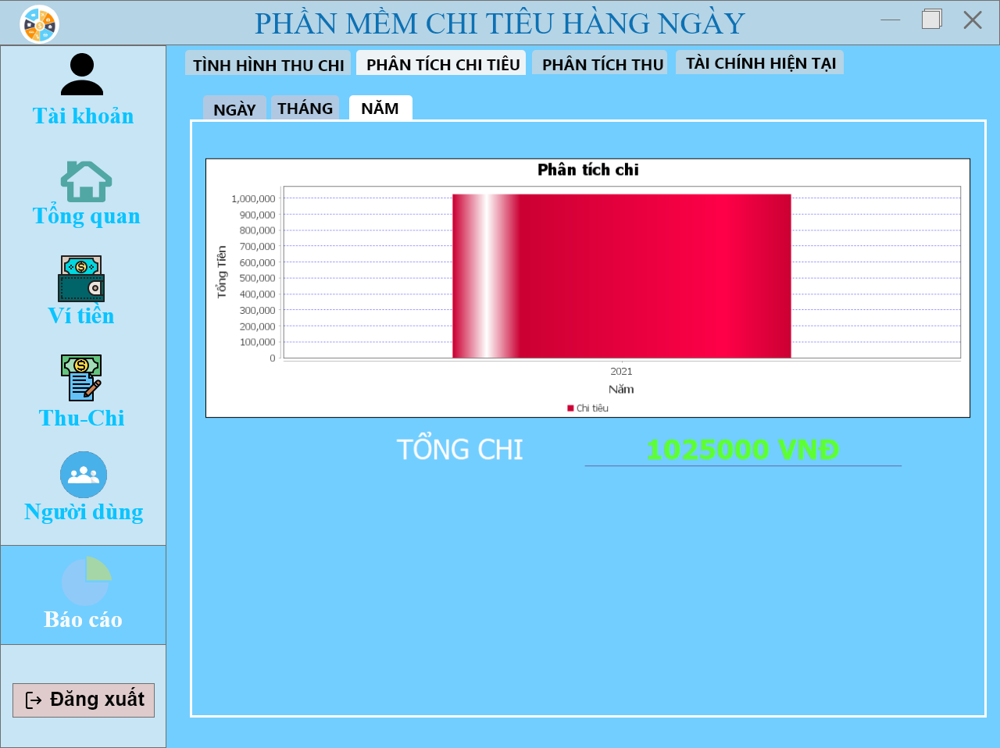 PHẦN MỀM CHI TIÊU HÀNG NGÀY
Tài khoản
Tổng quan
Ví tiền
Thu-Chi
Người dùng
Báo cáo
Đăng xuất
TÌNH HÌNH THU CHI
PHÂN TÍCH CHI TIÊU
PHÂN TÍCH THU
TÀI CHÍNH HIỆN TẠI
NGÀY
THÁNG
NĂM
Phân tích chi
Tổng Tiền
1,000,000
900,000
800,000
700,000
600,000
500,000
400,000
300,000
200,000
100,000
0
2021
Năm
Chi tiêu
TỔNG CHI
1025000 VNĐ